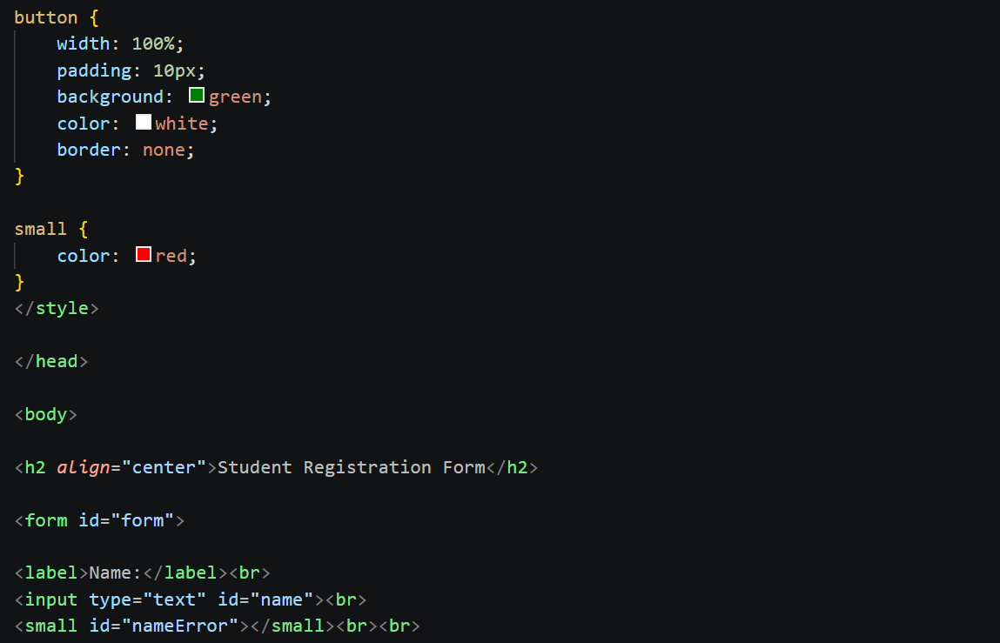 button {
    width: 100%;
    padding: 10px;
    background: green;
    color: white;
    border: none;
}

small {
    color: red;
}
</style>

</head>

<body>

<h2 align="center">Student Registration Form</h2>

<form id="form">

<label>Name:</label><br>
<input type="text" id="name"><br>
<small id="nameError"></small><br><br>